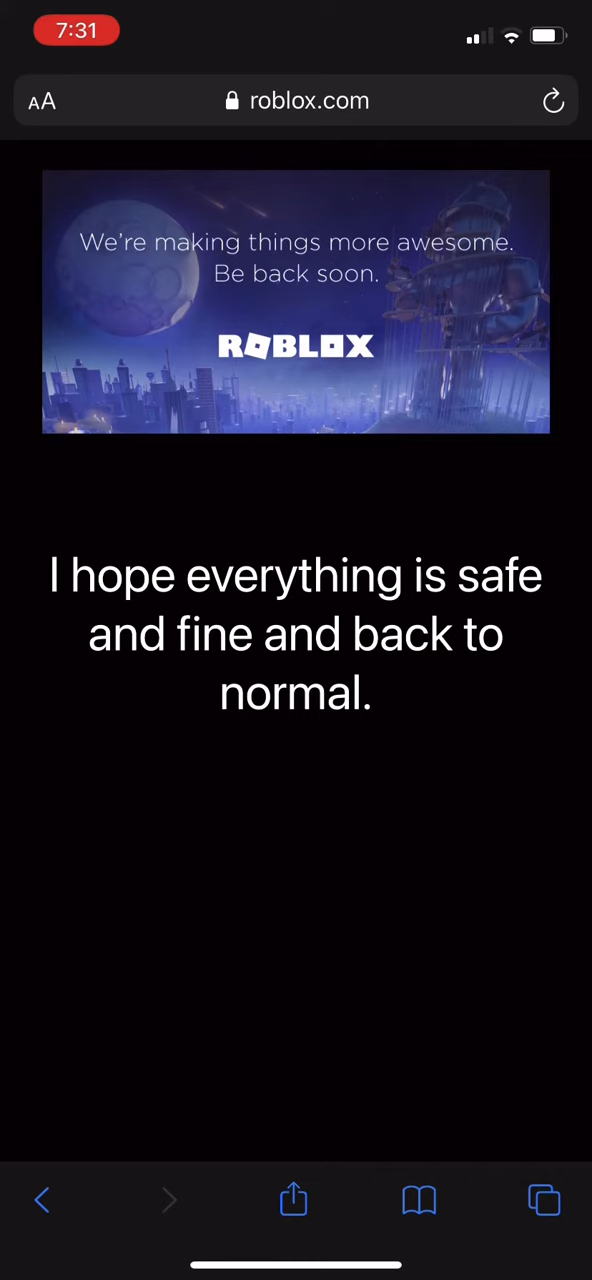 7:31
AA
roblox.com
We're making things more awesome.
Be back soon.
ROBLOX
I hope everything is safe
and fine and back to
normal.